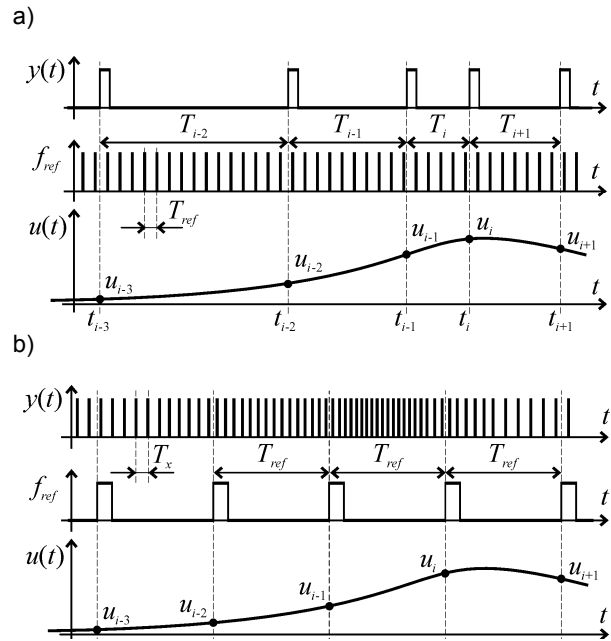 a)
y(t)
t
T_{i-2} T_{i-1} T_i T_{i+1}
f_{ref}
t
T_{ref}
u(t)
u_{i-3} u_{i-2} u_{i-1} u_i u_{i+1}
t
t_{i-3} t_{i-2} t_{i-1} t_i t_{i+1}
b)
y(t)
t
T_x T_{ref} T_{ref} T_{ref}
f_{ref}
t
u(t)
u_{i-3} u_{i-2} u_{i-1} u_i u_{i+1}
t